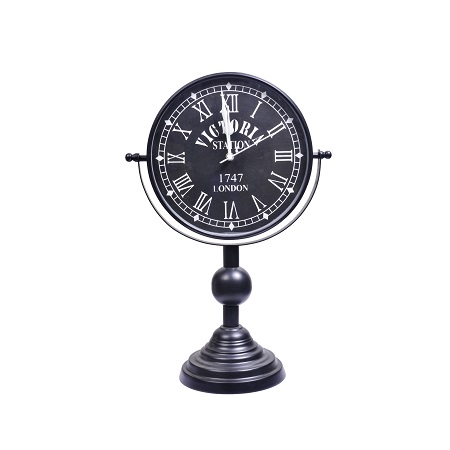 XII
I
II
III
IIII
V
VI
VII
VIII
IX
X
XI
VICTORIA
STATION
1747
LONDON